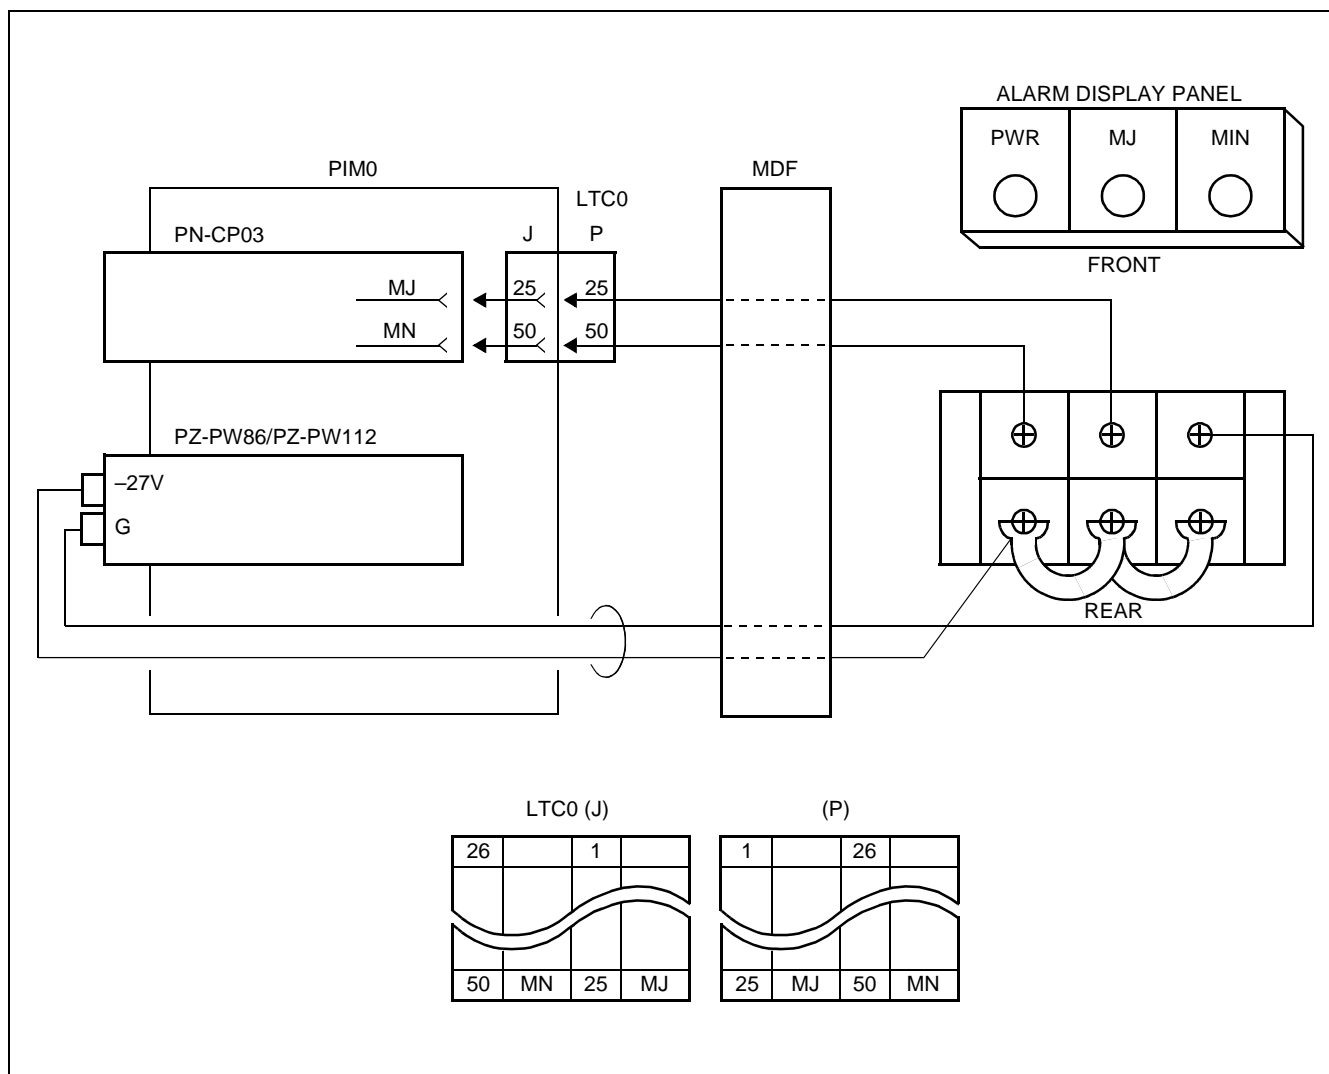 ALARM DISPLAY PANEL
PWR MJ MIN
FRONT
PIM0
MDF
LTC0
J P
PN-CP03
MJ 25 25
MN 50 50
PZ-PW86/PZ-PW112
–27V
G
REAR
LTC0 (J) (P)
26 1 1 26
50 MN 25 MJ 25 MJ 50 MN